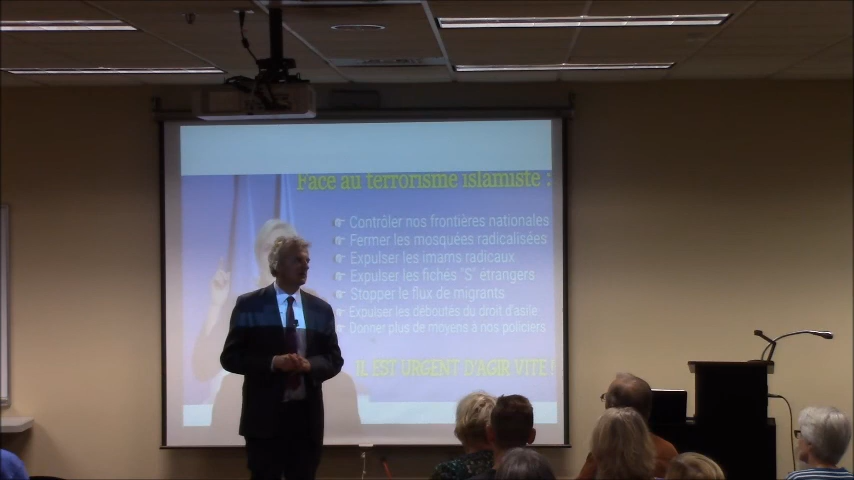 Face au terrorisme islamiste :
Contrôler nos frontières nationales
Fermer les mosquées radicalisées
Expulser les imams radicaux
Expulser les fichés "S" étrangers
Stopper le flux de migrants
Expulser les déboutés du droit d'asile
Donner plus de moyens à nos policiers
IL EST URGENT D'AGIR VITE !